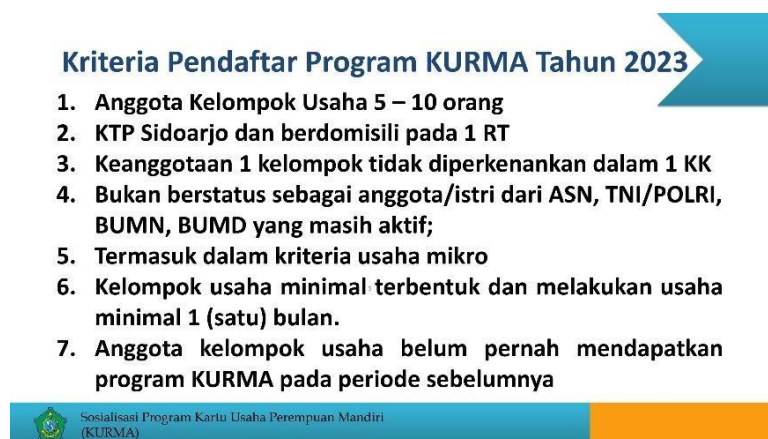 Kriteria Pendaftar Program KURMA Tahun 2023
1. Anggota Kelompok Usaha 5 – 10 orang
2. KTP Sidoarjo dan berdomisili pada 1 RT
3. Keanggotaan 1 kelompok tidak diperkenankan dalam 1 KK
4. Bukan berstatus sebagai anggota/istri dari ASN, TNI/POLRI,
BUMN, BUMD yang masih aktif;
5. Termasuk dalam kriteria usaha mikro
6. Kelompok usaha minimal terbentuk dan melakukan usaha
minimal 1 (satu) bulan.
7. Anggota kelompok usaha belum pernah mendapatkan
program KURMA pada periode sebelumnya
Sosialisasi Program Kartu Usaha Perempuan Mandiri
(KURMA)